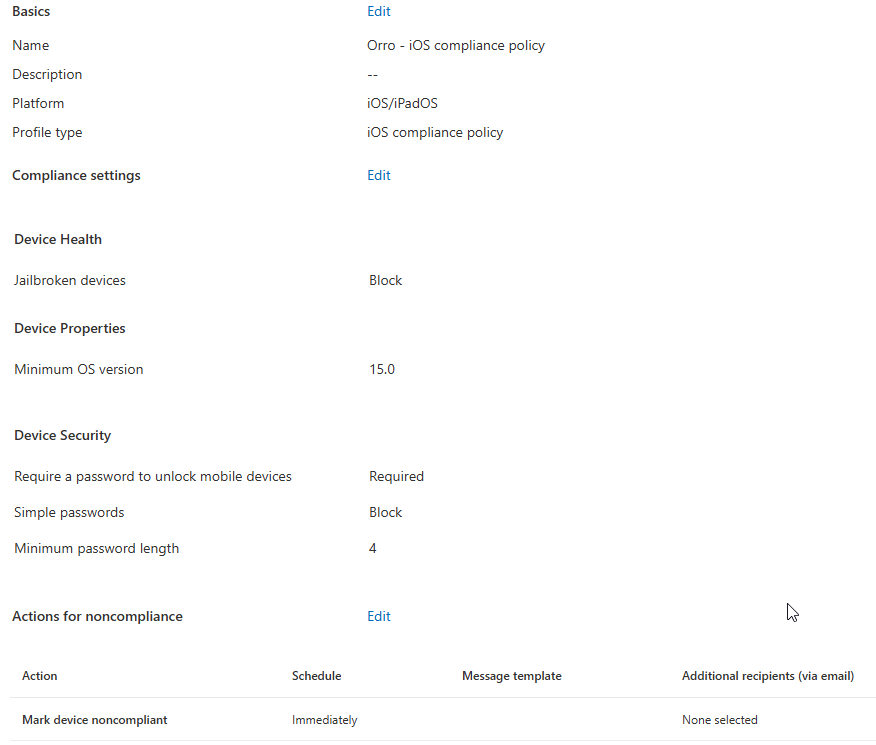 Basics Edit
Name Orro - iOS compliance policy
Description --
Platform iOS/iPadOS
Profile type iOS compliance policy
Compliance settings Edit
Device Health
Jailbroken devices Block
Device Properties
Minimum OS version 15.0
Device Security
Require a password to unlock mobile devices Required
Simple passwords Block
Minimum password length 4
Actions for noncompliance Edit
Action Schedule Message template Additional recipients (via email)
Mark device noncompliant Immediately None selected